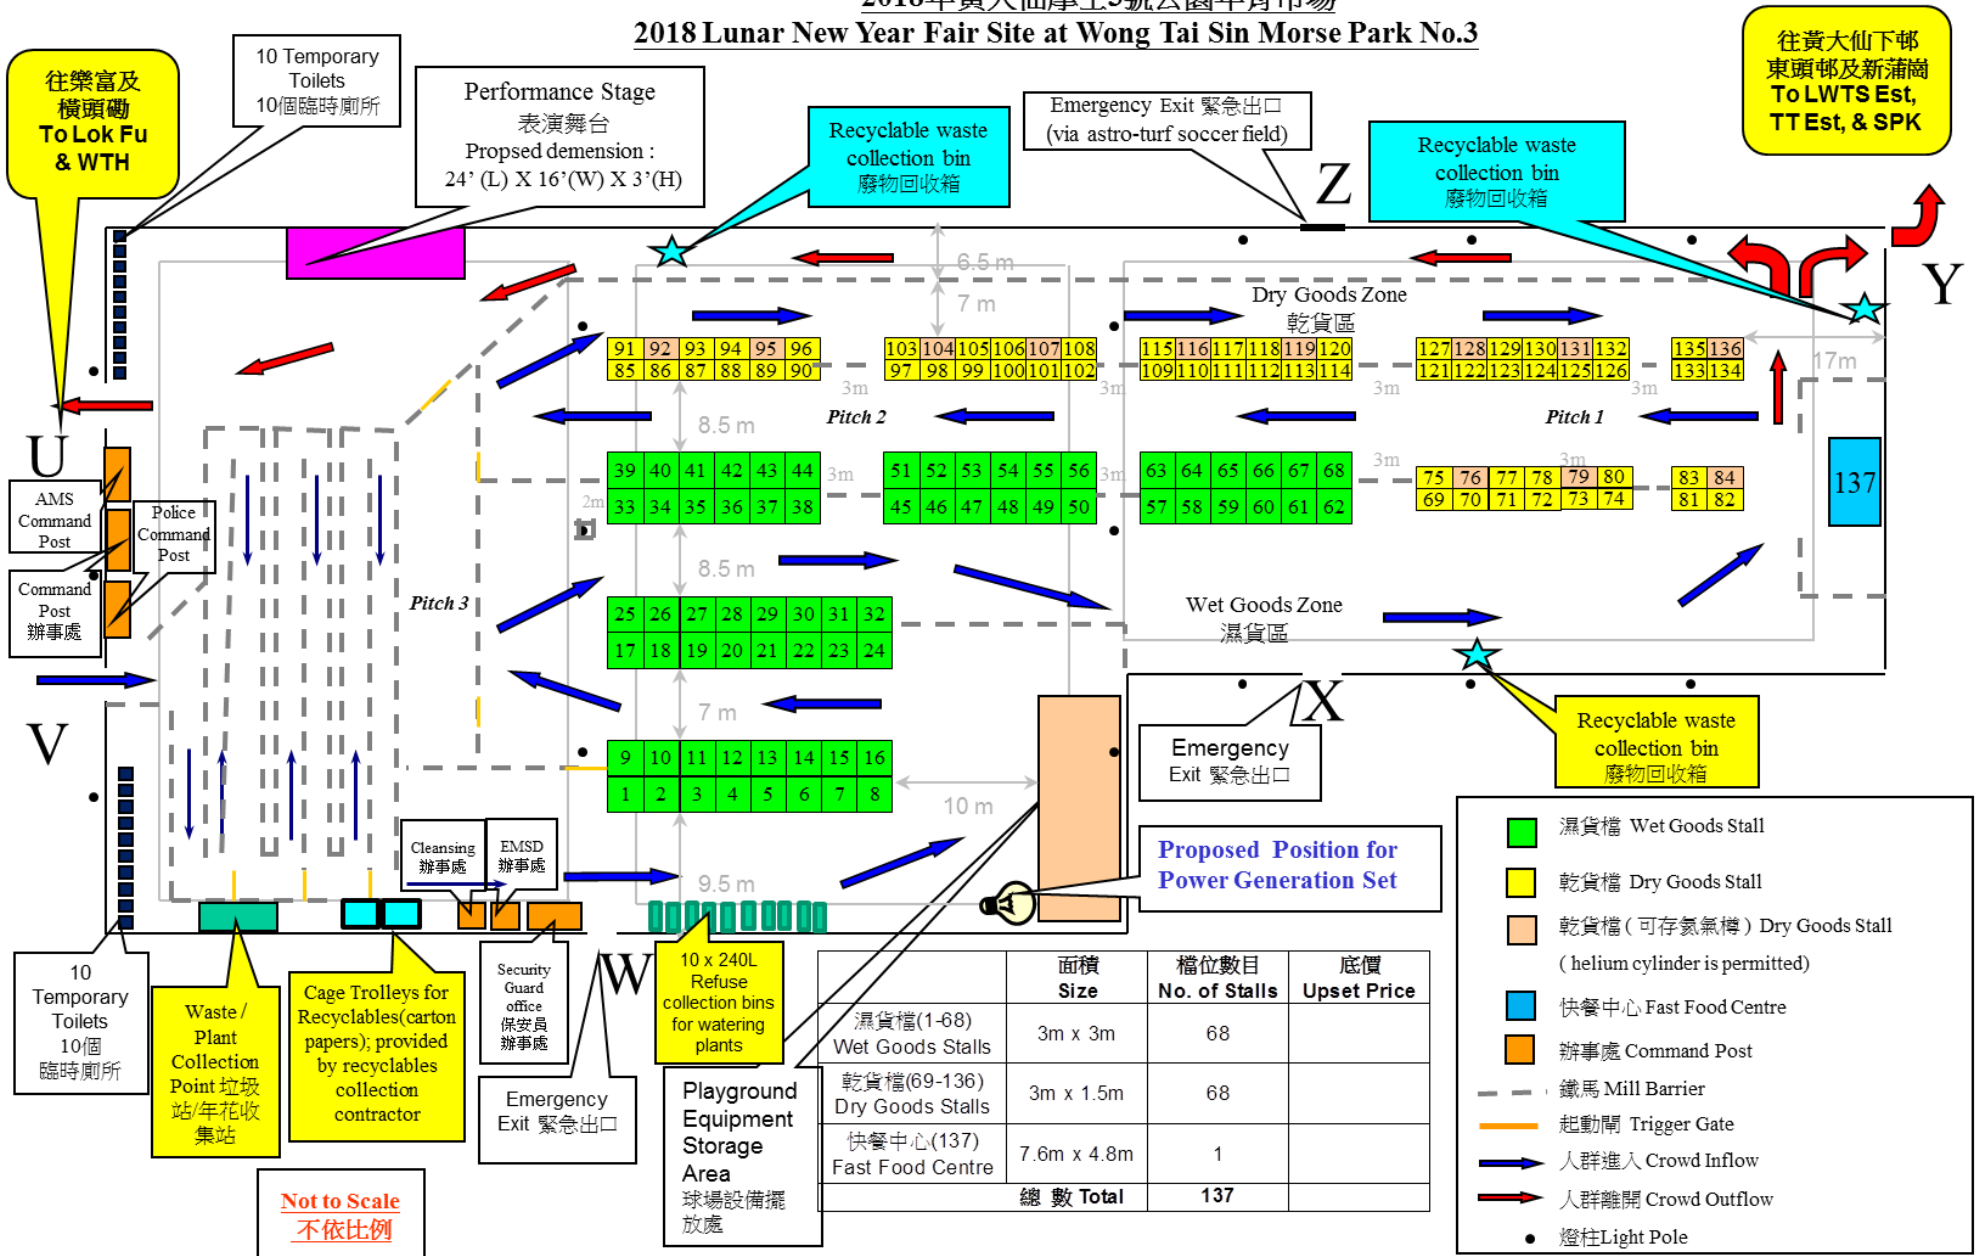 2018年黃大仙摩士3號公園年宵市場
2018 Lunar New Year Fair Site at Wong Tai Sin Morse Park No.3
往樂富及
橫頭磡
To Lok Fu
& WTH
10 Temporary
Toilets
10個臨時廁所
Performance Stage
表演舞台
Propsed demension :
24’ (L) X 16’(W) X 3’(H)
Recyclable waste
collection bin
廢物回收箱
Emergency Exit 緊急出口
(via astro-turf soccer field)
Z
Recyclable waste
collection bin
廢物回收箱
往黃大仙下邨
東頭邨及新蒲崗
To LWTS Est,
TT Est, & SPK
Y
6.5 m
7 m
Dry Goods Zone
乾貨區
91 92 93 94 95 96
85 86 87 88 89 90
3m
103 104 105 106 107 108
97 98 99 100 101 102
3m
115 116 117 118 119 120
109 110 111 112 113 114
3m
127 128 129 130 131 132
121 122 123 124 125 126
3m
135 136
133 134
17m
8.5 m
Pitch 2
Pitch 1
U
39 40 41 42 43 44
33 34 35 36 37 38
3m
51 52 53 54 55 56
45 46 47 48 49 50
3m
63 64 65 66 67 68
57 58 59 60 61 62
3m
3m
75 76 77 78 79 80
69 70 71 72 73 74
83 84
81 82
137
2m
AMS
Command
Post
Police
Command
Post
Command
Post
辦事處
Pitch 3
8.5 m
Wet Goods Zone
濕貨區
25 26 27 28 29 30 31 32
17 18 19 20 21 22 23 24
7 m
V
X
9 10 11 12 13 14 15 16
1 2 3 4 5 6 7 8
10 m
9.5 m
Emergency
Exit 緊急出口
Recyclable waste
collection bin
廢物回收箱
Cleansing
辦事處
EMSD
辦事處
Proposed Position for
Power Generation Set
W
10
Temporary
Toilets
10個
臨時廁所
Waste /
Plant
Collection
Point 垃圾
站/年花收
集站
Cage Trolleys for
Recyclables(carton
papers); provided
by recyclables
collection
contractor
Security
Guard
office
保安員
辦事處
Emergency
Exit 緊急出口
10 x 240L
Refuse
collection bins
for watering
plants
Playground
Equipment
Storage
Area
球場設備擺
放處
Not to Scale
不依比例
面積 檔位數目 底價
Size No. of Stalls Upset Price
濕貨檔(1-68)
Wet Goods Stalls 3m x 3m 68
乾貨檔(69-136)
Dry Goods Stalls 3m x 1.5m 68
快餐中心(137)
Fast Food Centre 7.6m x 4.8m 1
總 數 Total 137
濕貨檔 Wet Goods Stall
乾貨檔 Dry Goods Stall
乾貨檔 ( 可存氦氣樽 ) Dry Goods Stall
( helium cylinder is permitted)
快餐中心 Fast Food Centre
辦事處 Command Post
鐵馬 Mill Barrier
起動閘 Trigger Gate
人群進入 Crowd Inflow
人群離開 Crowd Outflow
燈柱Light Pole